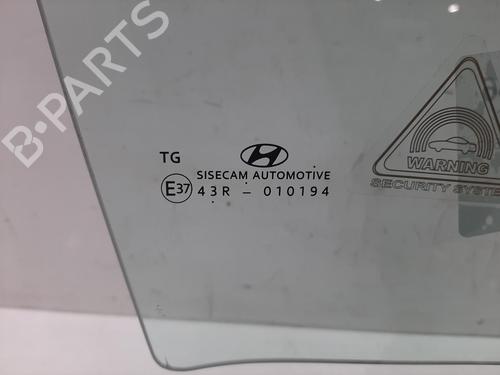 B·PARTS
TG
SISECAM AUTOMOTIVE
E37
43R - 010194
WARNING
SECURITY SYSTEM